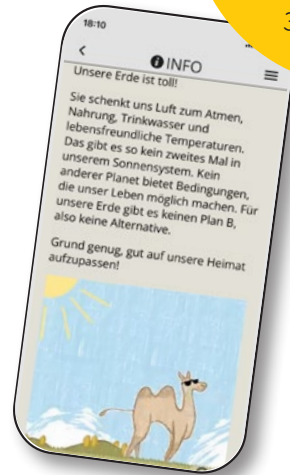 3
18:10
INFO
Unsere Erde ist toll!
Sie schenkt uns Luft zum Atmen,
Nahrung, Trinkwasser und
lebensfreundliche Temperaturen.
Das gibt es so kein zweites Mal in
unserem Sonnensystem. Kein
anderer Planet bietet Bedingungen,
die unser Leben möglich machen. Für
unsere Erde gibt es keinen Plan B,
also keine Alternative.
Grund genug, gut auf unsere Heimat
aufzupassen!